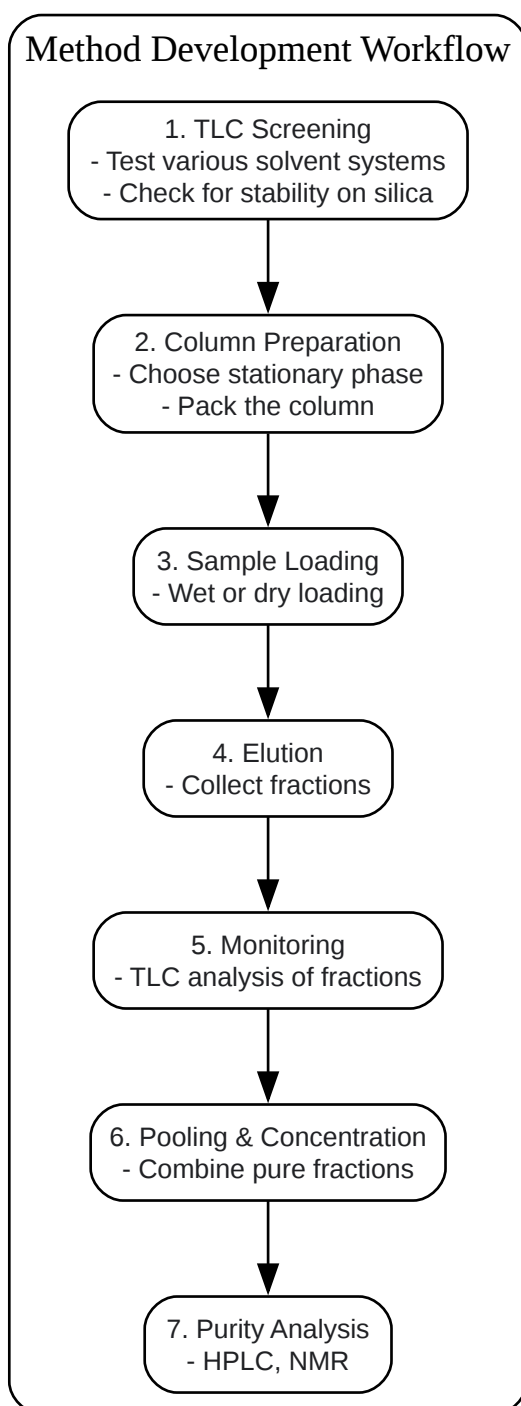 Method Development Workflow
1. TLC Screening
- Test various solvent systems
- Check for stability on silica
2. Column Preparation
- Choose stationary phase
- Pack the column
3. Sample Loading
- Wet or dry loading
4. Elution
- Collect fractions
5. Monitoring
- TLC analysis of fractions
6. Pooling & Concentration
- Combine pure fractions
7. Purity Analysis
- HPLC, NMR